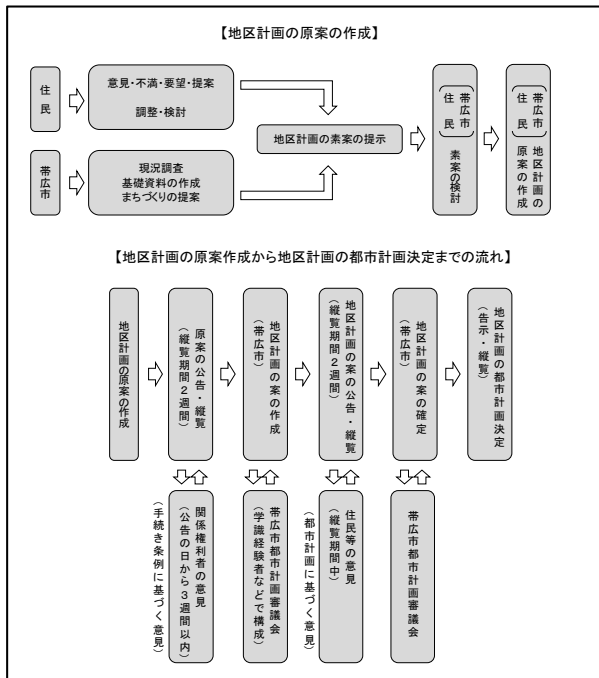 【地区計画の原案の作成】
住民
意見・不満・要望・提案
調整・検討
帯広市
現況調査
基礎資料の作成
まちづくりの提案
地区計画の素案の提示
帯広市
住民
素案の検討
帯広市
住民
地区計画の
原案の作成
【地区計画の原案作成から地区計画の都市計画決定までの流れ】
地区計画の原案の作成
原案の公告・縦覧
(縦覧期間2週間)
地区計画の案の作成
(帯広市)
地区計画の案の公告・縦覧
(縦覧期間2週間)
地区計画の案の確定
(帯広市)
地区計画の都市計画決定
(告示・縦覧)
関係権利者の意見
(公告の日から3週間以内)
(手続き条例に基づく意見)
帯広市都市計画審議会
(学識経験者などで構成)
住民等の意見
(縦覧期間中)
(都市計画に基づく意見)
帯広市都市計画審議会